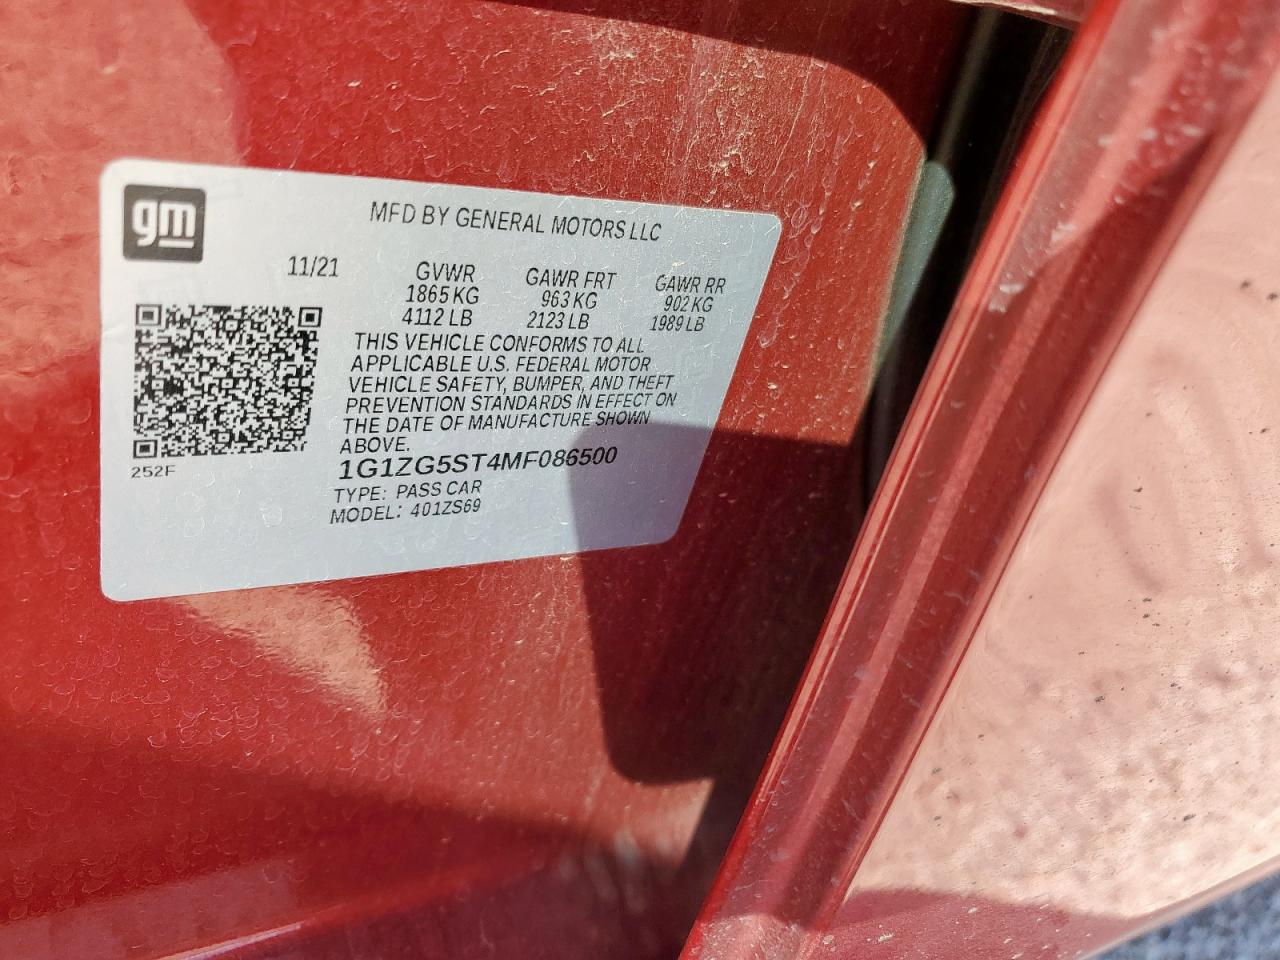 gm
MFD BY GENERAL MOTORS LLC
11/21 GVWR GAWR FRT GAWR RR
1865 KG 963 KG 902 KG
4112 LB 2123 LB 1989 LB
THIS VEHICLE CONFORMS TO ALL
APPLICABLE U.S. FEDERAL MOTOR
VEHICLE SAFETY, BUMPER, AND THEFT
PREVENTION STANDARDS IN EFFECT ON
THE DATE OF MANUFACTURE SHOWN
ABOVE.
252F
1G1ZG5ST4MF086500
TYPE: PASS CAR
MODEL: 401ZS69